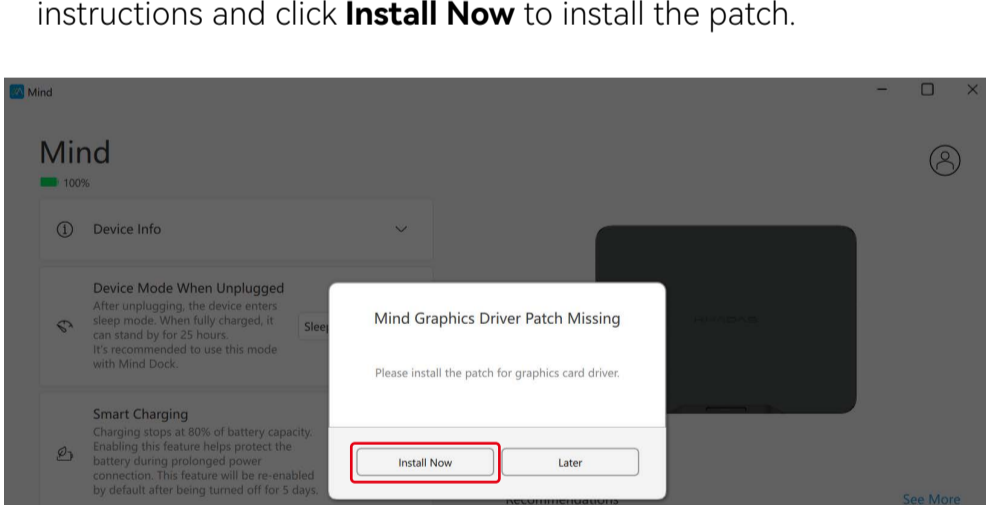 instructions and click Install Now to install the patch.
Mind
Mind
100%
Device Info
Device Mode When Unplugged
After unplugging, the device enters
sleep mode. When fully charged, it
can stand by for 25 hours.
It's recommended to use this mode
with Mind Dock.
Smart Charging
Charging stops at 80% of battery capacity.
Enabling this feature helps protect the
battery during prolonged power
connection. This feature will be re-enabled
by default after being turned off for 5 days.
Mind Graphics Driver Patch Missing
Please install the patch for graphics card driver.
Install Now
Later
Recommendations
See More